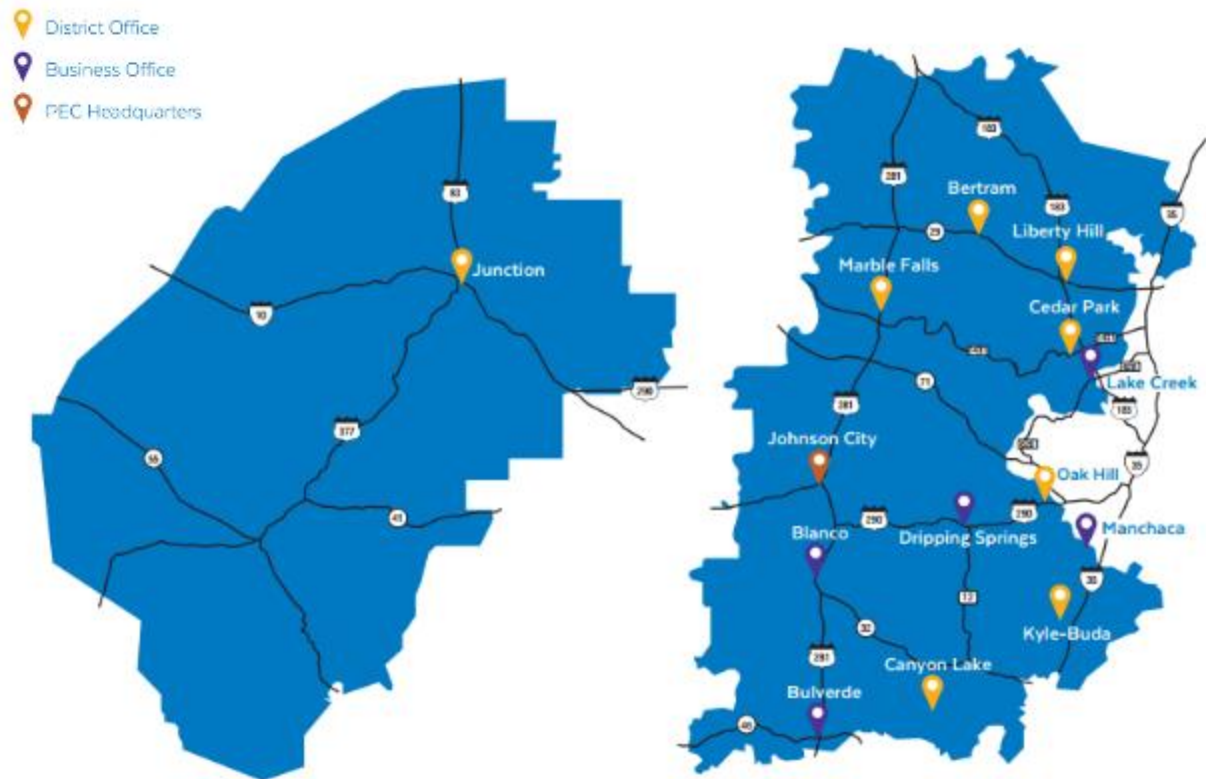 District Office
Business Office
PEC Headquarters
83
Junction
10
290
377
55
41
183
281
Bertram
183
35
29
Liberty Hill
Marble Falls
Cedar Park
71
Lake Creek
183
281
Johnson City
35
Oak Hill
290
290
Dripping Springs
Manchaca
Blanco
12
Kyle-Buda
32
281
Canyon Lake
Bulverde
46